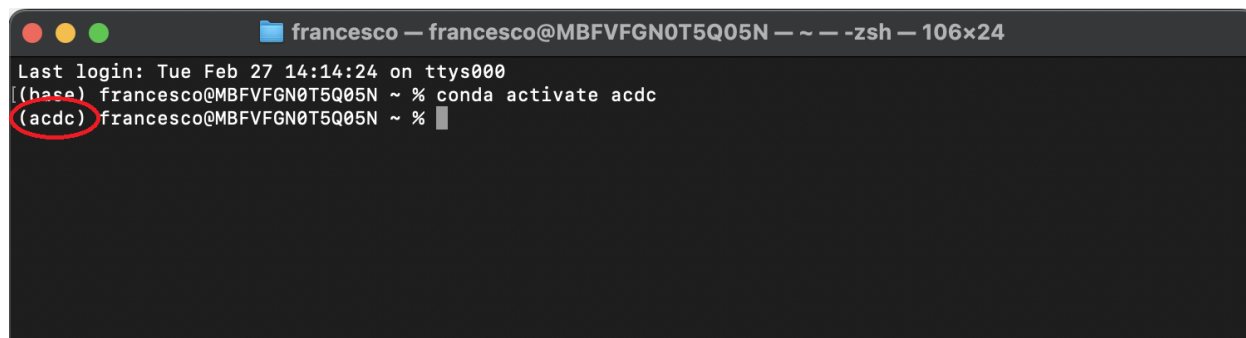 francesco — francesco@MBFVFGN0T5Q05N — ~ — -zsh — 106×24
Last login: Tue Feb 27 14:14:24 on ttys000
[(base) francesco@MBFVFGN0T5Q05N ~ % conda activate acdc
(acdc) francesco@MBFVFGN0T5Q05N ~ %